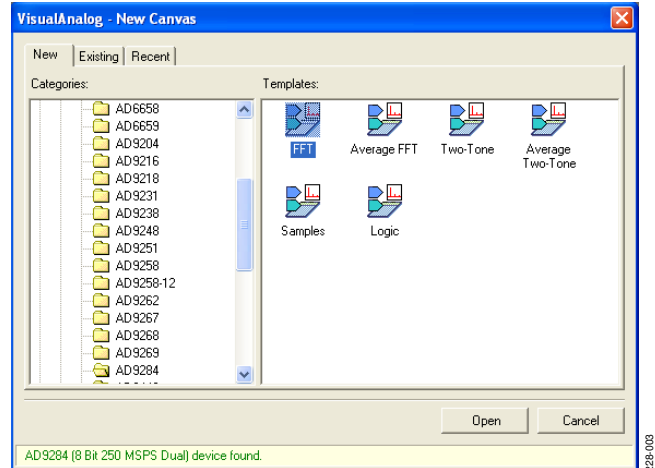 VisualAnalog - New Canvas
New Existing Recent
Categories:
Templates:
AD6658
AD6659
AD9204
AD9216
AD9218
AD9231
AD9238
AD9248
AD9251
AD9258
AD9258-12
AD9262
AD9267
AD9268
AD9269
AD9284
FFT
Average FFT
Two-Tone
Average
Two-Tone
Samples
Logic
Open
Cancel
AD9284 (8 Bit 250 MSPS Dual) device found.
28-003